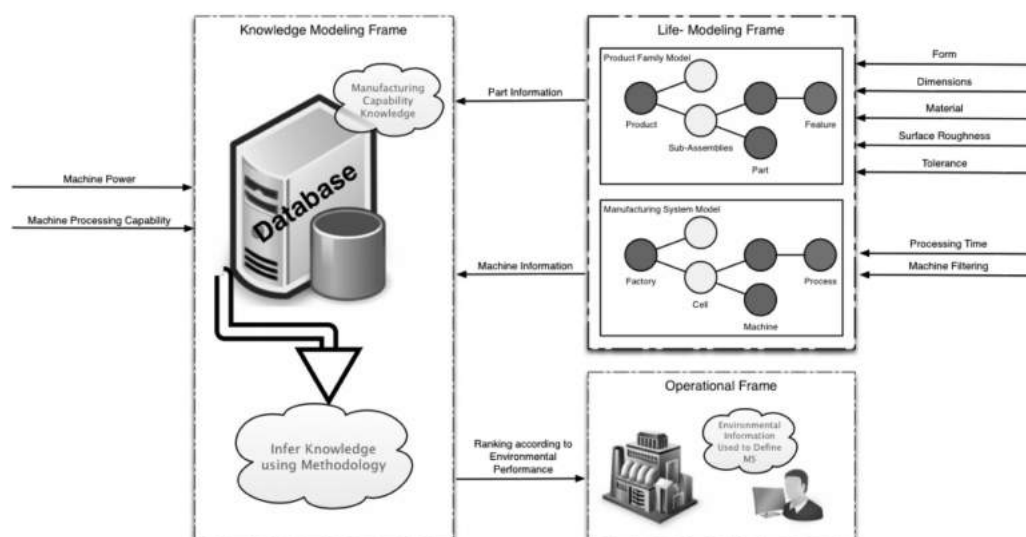 Knowledge Modeling Frame
Manufacturing
Capability
Knowledge
Database
Infer Knowledge
using Methodology
Machine Power
Machine Processing Capability
Part Information
Machine Information
Ranking according to
Environmental
Performance
Life- Modeling Frame
Product Family Model
Product
Sub-Assemblies
Part
Feature
Manufacturing System Model
Factory
Cell
Machine
Process
Form
Dimensions
Material
Surface Roughness
Tolerance
Processing Time
Machine Filtering
Operational Frame
Environmental
Information
Used to Define
MS